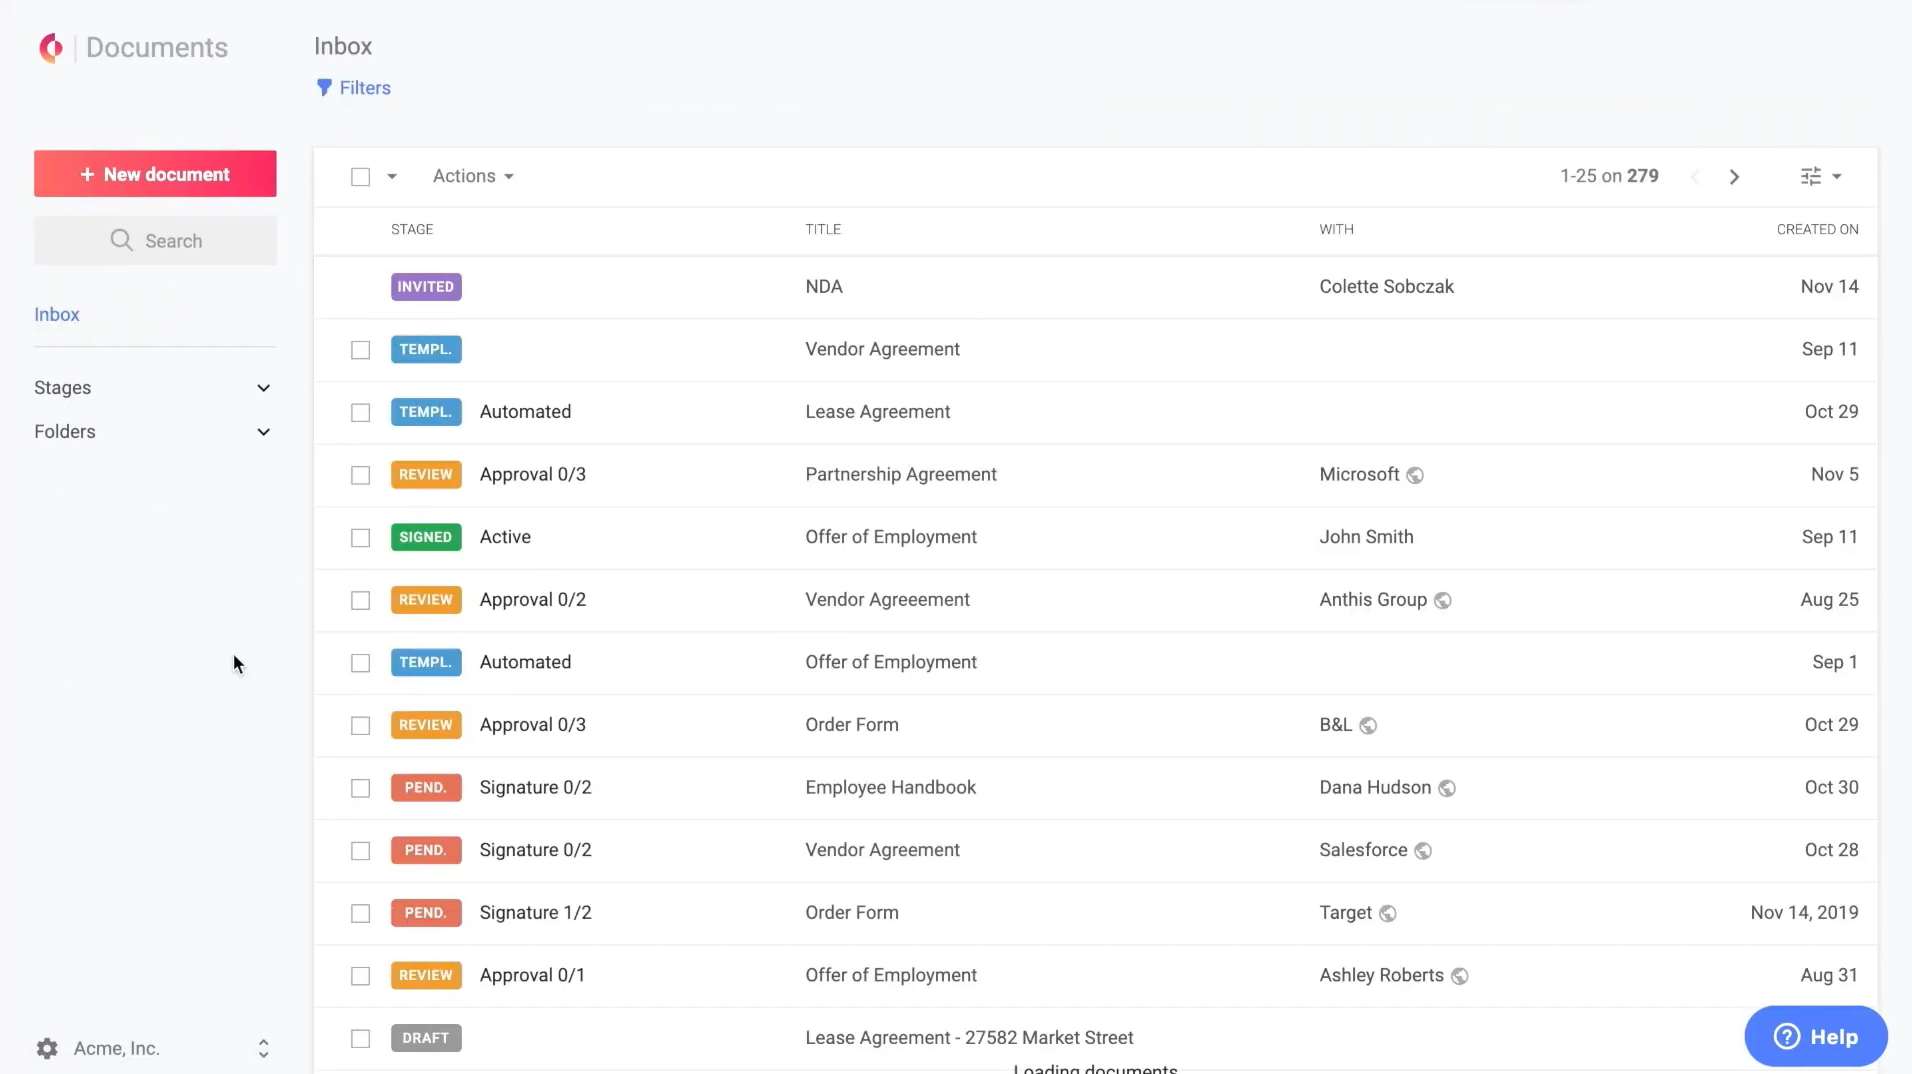 Documents
Inbox
Filters
+ New document
Search
Inbox
Stages
Folders
Acme, Inc.
Actions
1-25 on 279
STAGE TITLE WITH CREATED ON
INVITED NDA Colette Sobczak Nov 14
TEMPL. Vendor Agreement Sep 11
TEMPL. Automated Lease Agreement Oct 29
REVIEW Approval 0/3 Partnership Agreement Microsoft Nov 5
SIGNED Active Offer of Employment John Smith Sep 11
REVIEW Approval 0/2 Vendor Agreeement Anthis Group Aug 25
TEMPL. Automated Offer of Employment Sep 1
REVIEW Approval 0/3 Order Form B&L Oct 29
PEND. Signature 0/2 Employee Handbook Dana Hudson Oct 30
PEND. Signature 0/2 Vendor Agreement Salesforce Oct 28
PEND. Signature 1/2 Order Form Target Nov 14, 2019
REVIEW Approval 0/1 Offer of Employment Ashley Roberts Aug 31
DRAFT Lease Agreement - 27582 Market Street
Loading documents
Help